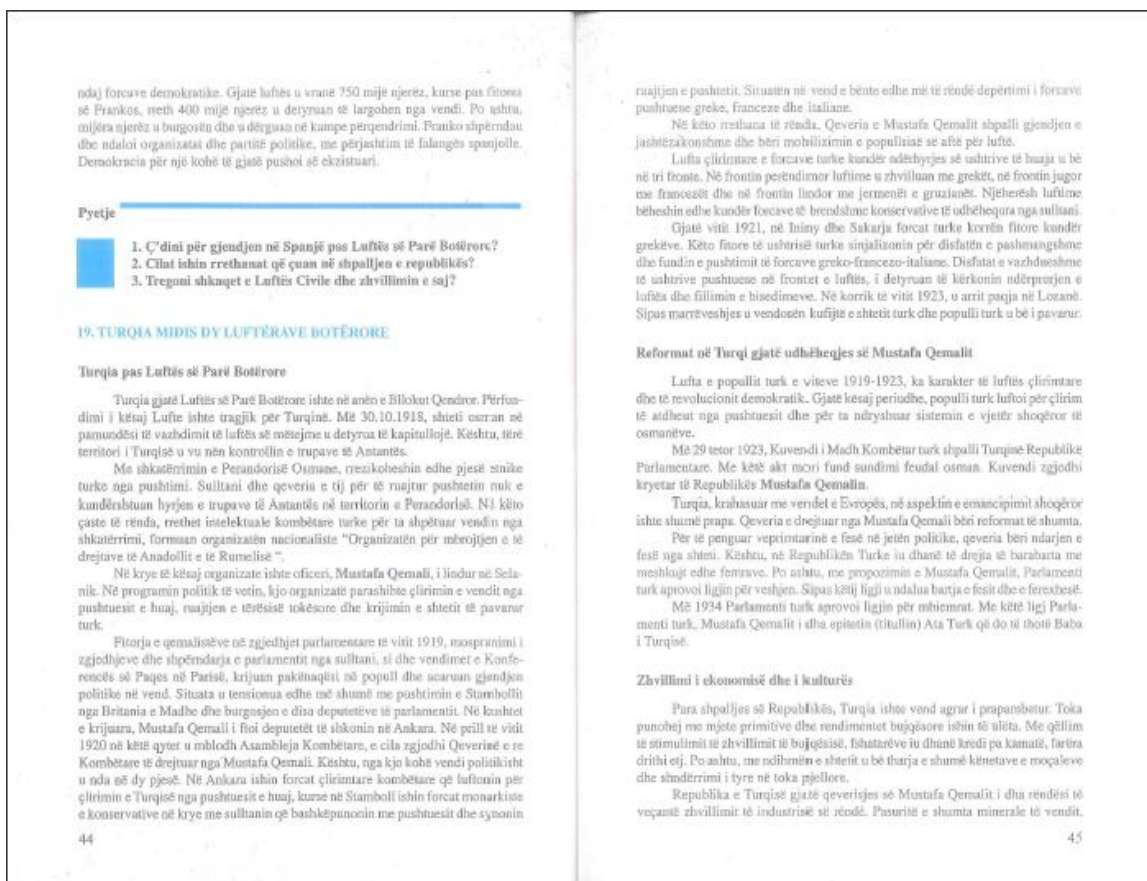 ndaj forcave demokratike. Gjatë luftës u vranë 750 mijë njerëz, kurse pas fitores
së Frankos, rreth 400 mijë njerëz u detyruan të largohen nga vendi. Po ashtu,
mijëra njerëz u burgosën dhe u dërguan në kampe përqendrimi. Franko shpërndau
dhe ndaloi organizatat dhe partitë politike, me përjashtim të falangës spanjolle.
Demokracia për një kohë të gjatë pushoi së ekzistuari.
Pyetje
1. Ç'dini për gjendjen në Spanjë pas Luftës së Parë Botërore?
2. Cilat ishin rrethanat që çuan në shpalljen e republikës?
3. Tregoni shkaqet e Luftës Civile dhe zhvillimin e saj?
19. TURQIA MIDIS DY LUFTËRAVE BOTËRORE
Turqia pas Luftës së Parë Botërore
Turqia gjatë Luftës së Parë Botërore ishte në anën e Bllokut Qendror. Përfun-
dimi i kësaj Lufte ishte tragjik për Turqinë. Më 30.10.1918, shteti osman në
pamundësi të vazhdimit të luftës së mëtejme u detyrua të kapitullojë. Kështu, tërë
territori i Turqisë u vu nën kontrollin e trupave të Antantës.
Me shkatërrimin e Perandorisë Osmane, rrezikoheshin edhe pjesë etnike
turke nga pushtimi. Sulltani dhe qeveria e tij për të ruajtur pushtetin nuk e
kundërshtuan hyrjen e trupave të Antantës në territorin e Perandorisë. Në këto
çaste të rënda, rrethet intelektuale kombëtare turke për ta shpëtuar vendin nga
shkatërrimi, formuan organizatën nacionaliste "Organizatën për mbrojtjen e të
drejtave të Anadollit e të Rumelisë ".
Në krye të kësaj organizate ishte oficeri, Mustafa Qemali, i lindur në Sela-
nik. Në programin politik të vetin, kjo organizatë parashihte çlirimin e vendit nga
pushtuesit e huaj, ruajtjen e tërësisë tokësore dhe krijimin e shtetit të pavarur
turk.
Fitorja e qemalistëve në zgjedhjet parlamentare të vitit 1919, mospranimi i
zgjedhjeve dhe shpërndarja e parlamentit nga sulltani, si dhe vendimet e Konfe-
rencës së Paqes në Parisë, krijuan pakënaqësi në popull dhe acaruan gjendjen
politike në vend. Situata u tensionua edhe më shumë me pushtimin e Stambollit
nga Britania e Madhe dhe burgosjen e disa deputetëve të parlamentit. Në kushtet
e krijuara, Mustafa Qemali i ftoi deputetët të shkonin në Ankara. Në prill të vitit
1920 në këtë qytet u mblodh Asambleja Kombëtare, e cila zgjodhi Qeverinë e re
Kombëtare të drejtuar nga Mustafa Qemali. Kështu, nga kjo kohë vendi politikisht
u nda në dy pjesë. Në Ankara ishin forcat çlirimtare kombëtare që luftonin për
çlirimin e Turqisë nga pushtuesit e huaj, kurse në Stamboll ishin forcat monarkiste
e konservative në krye me sulltanin që bashkëpunonin me pushtuesit dhe synonin
44
ruajtjen e pushtetit. Situatën në vend e bënte edhe më të rëndë depërtimi i forcave
pushtuese greke, franceze dhe italiane.
Në këto rrethana të rënda, Qeveria e Mustafa Qemalit shpalli gjendjen e
jashtëzakonshme dhe bëri mobilizimin e popullsisë së aftë për luftë.
Lufta çlirimtare e forcave turke kundër ndërhyrjes së ushtrive të huaja u bë
në tri fronte. Në frontin perëndimor luftime u zhvilluan me grekët, në frontin jugor
me francezët dhe në frontin lindor me jermenët e gruzianët. Njëherësh luftime
bëheshin edhe kundër forcave të brendshme konservative të udhëhequra nga sulltani.
Gjatë vitit 1921, në Ininy dhe Sakarja forcat turke korrën fitore kundër
grekëve. Këto fitore të ushtrisë turke sinjalizonin për disfatën e pashmangshme
dhe fundin e pushtimit të forcave greko-francezo-italiane. Disfatat e vazhdueshme
të ushtrive pushtuese në frontet e luftës, i detyruan të kërkonin ndërprerjen e
luftës dhe fillimin e bisedimeve. Në korrik të vitit 1923, u arrit paqja në Lozanë.
Sipas marrëveshjes u vendosën kufijtë e shtetit turk dhe populli turk u bë i pavarur.
Reformat në Turqi gjatë udhëheqjes së Mustafa Qemalit
Lufta e popullit turk e viteve 1919-1923, ka karakter të luftës çlirimtare
dhe të revolucionit demokratik. Gjatë kësaj periudhe, populli turk luftoi për çlirim
të atdheut nga pushtuesit dhe për ta ndryshuar sistemin e vjetër shoqëror të
osmanëve.
Më 29 tetor 1923, Kuvendi i Madh Kombëtar turk shpalli Turqinë Republikë
Parlamentare. Me këtë akt mori fund sundimi feudal osman. Kuvendi zgjodhi
kryetar të Republikës Mustafa Qemalin.
Turqia, krahasuar me vendet e Evropës, në aspektin e emancipimit shoqëror
ishte shumë prapa. Qeveria e drejtuar nga Mustafa Qemali bëri reformat të shumta.
Për të penguar veprimtarinë e fesë në jetën politike, qeveria bëri ndarjen e
fesë nga shteti. Kështu, në Republikën Turke iu dhanë të drejta të barabarta me
meshkujt edhe femrave. Po ashtu, me propozimin e Mustafa Qemalit, Parlamenti
turk aprovoi ligjin për veshjen. Sipas këtij ligji u ndalua bartja e fesit dhe e ferexhesë.
Më 1934 Parlamenti turk aprovoi ligjin për mbiemrat. Me këtë ligj Parla-
menti turk, Mustafa Qemalit i dha epitetin (titullin) Ata Turk që do të thotë Baba
i Turqisë.
Zhvillimi i ekonomisë dhe i kulturës
Para shpalljes së Republikës, Turqia ishte vend agrar i prapambetur. Toka
punohej me mjete primitive dhe rendimentet bujqësore ishin të ulëta. Me qëllim
të stimulimit të zhvillimit të bujqësisë, fshatarëve iu dhanë kredi pa kamatë, farëra
drithi etj. Po ashtu, me ndihmën e shtetit u bë tharja e shumë kënetave e moçaleve
dhe shndërrimi i tyre në toka pjellore.
Republika e Turqisë gjatë qeverisjes së Mustafa Qemalit i dha rëndësi të
veçantë zhvillimit të industrisë së rëndë. Pasuritë e shumta minerale të vendit,
45